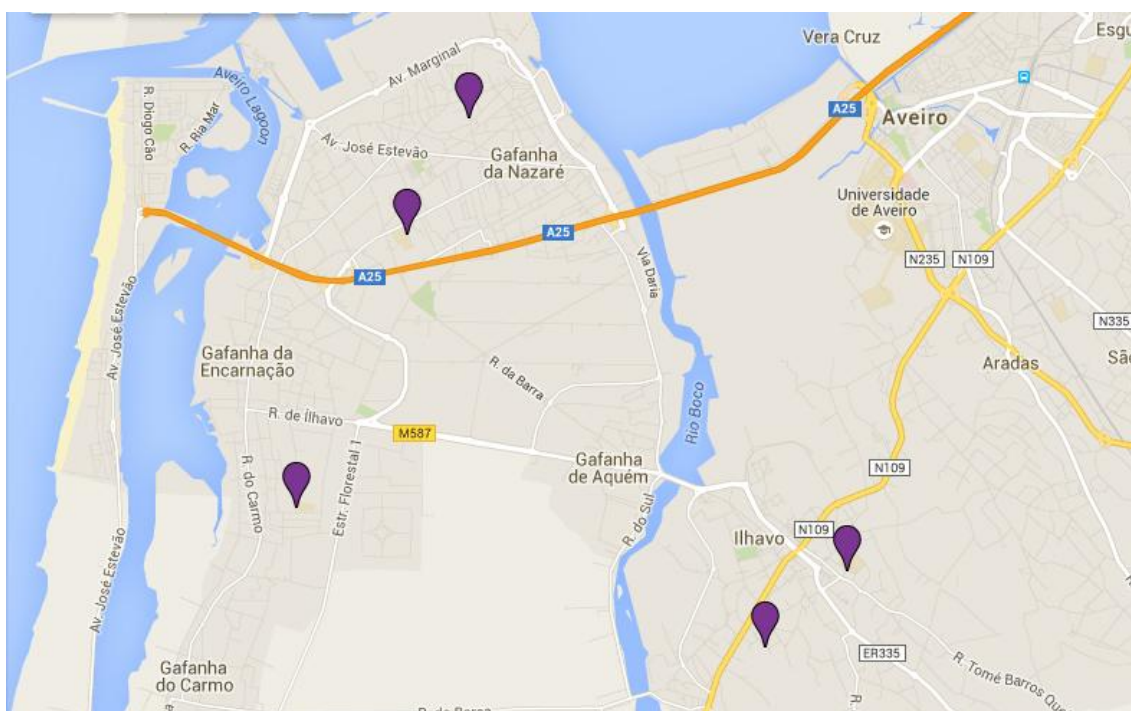 Vera Cruz
Esgu
Av. Marginal
R. Diogo Cão
R. Ria Mar
Aveiro Lagoon
A25
Aveiro
Av. José Estevão
Gafanha
da Nazaré
Universidade
de Aveiro
A25
A25
Via Daria
N235
N109
N335
Av. José Estevão
Gafanha da
Encarnação
R. da Barra
Aradas
São
R. de Ílhavo
M587
Rio Boco
R. do Carmo
Estr. Florestal 1
Gafanha
de Aquém
N109
R. do Sul
Ilhavo
N109
Av. José Estevão
Gafanha
do Carmo
ER335
R. Tomé Barros Que
R.